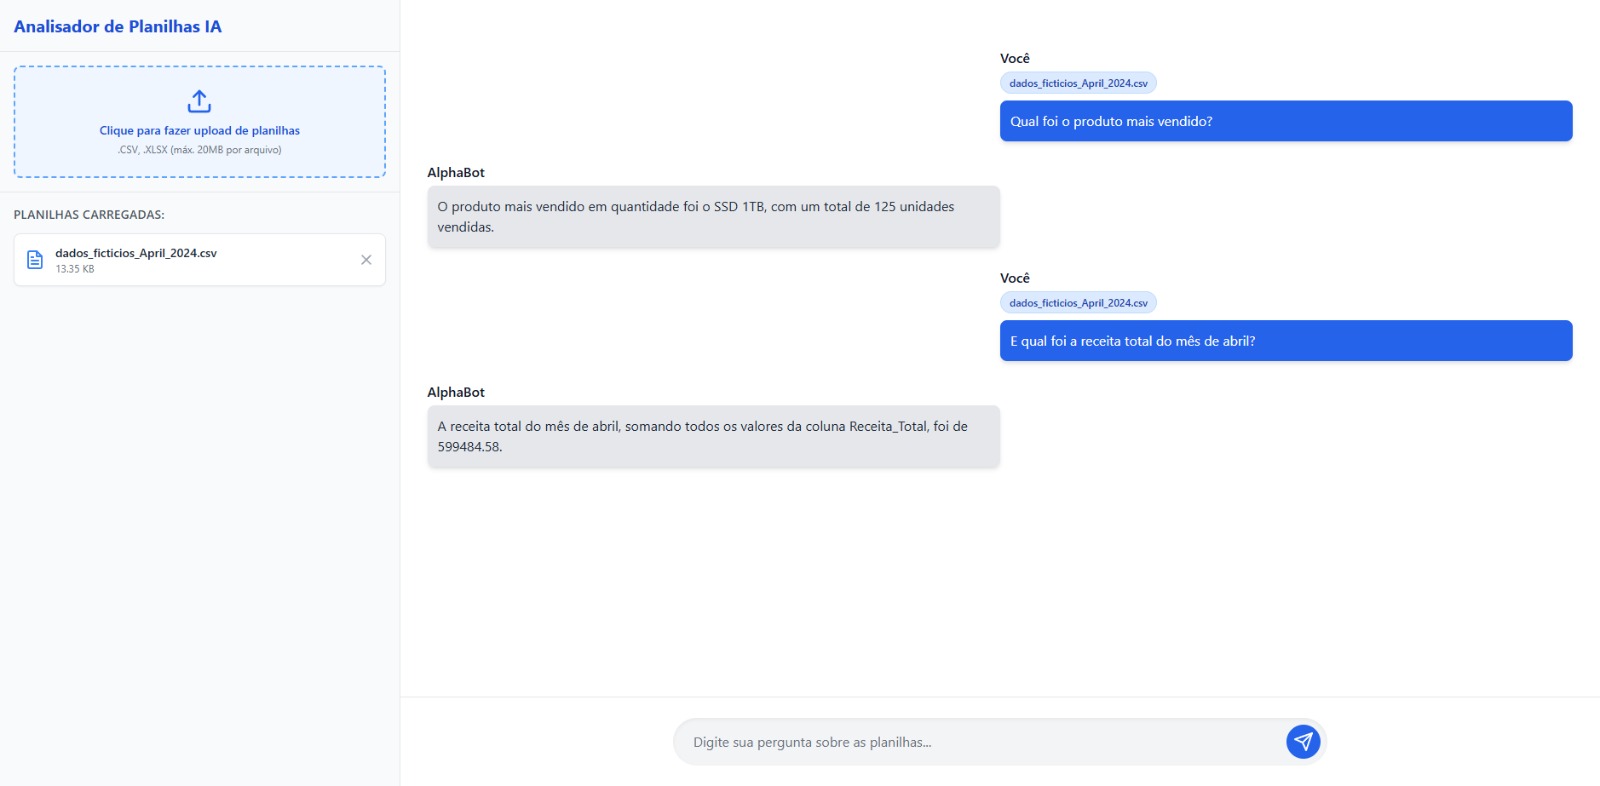 Analisador de Planilhas IA
Clique para fazer upload de planilhas
.CSV, .XLSX (máx. 20MB por arquivo)
PLANILHAS CARREGADAS:
dados_ficticios_April_2024.csv
13.35 KB
Você
dados_ficticios_April_2024.csv
Qual foi o produto mais vendido?
AlphaBot
O produto mais vendido em quantidade foi o SSD 1TB, com um total de 125 unidades
vendidas.
Você
dados_ficticios_April_2024.csv
E qual foi a receita total do mês de abril?
AlphaBot
A receita total do mês de abril, somando todos os valores da coluna Receita_Total, foi de
599484.58.
Digite sua pergunta sobre as planilhas...